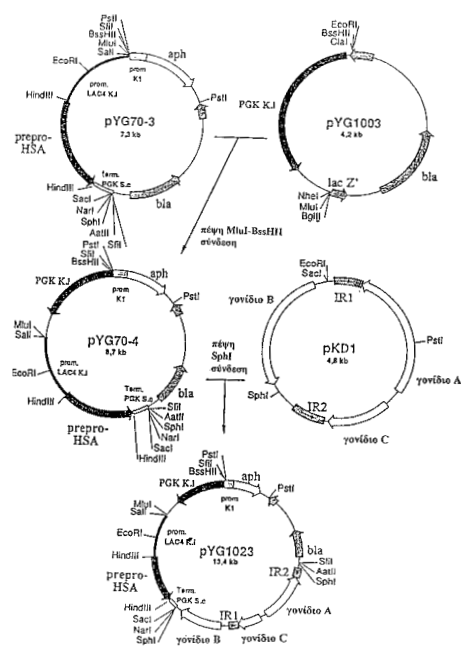 PstI
SfiI
BssHII
MluI
SalI
aph
EcoRI
prom
K1
prom.
LAC4 K.l
PstI
HindIII
pYG70-3
7,3 kb
prepro-
HSA
Term.
PGK S.c
HindIII
SacI
NarI
SphI
AatII
SfiI
bla
EcoRI
BssHII
ClaI
PGK K.l
pYG1003
4,2 kb
lac Z'
NheI
MluI
BglII
bla
πέψη MluI-BssHII
σύνδεση
SfiI
PstI
BssHII
aph
PGK K.l
prom
K1
PstI
MluI
SalI
pYG70-4
8,7 kb
EcoRI
prom.
LAC4 K.l
HindIII
Term.
PGK S.c
prepro-
HSA
bla
SfiI
AatII
SphI
NarI
SacI
HindIII
EcoRI
SacI
IR1
γονίδιο B
pKD1
4,8 kb
PstI
γονίδιο A
SphI
IR2
γονίδιο C
πέψη
SphI
σύνδεση
PstI
SfiI
BssHII
aph
PGK K.l
prom
K1
PstI
MluI
SalI
EcoRI
prom.
LAC4 K.l
HindIII
pYG1023
13,4 kb
prepro-
HSA
Term.
PGK S.c
HindIII
SacI
NarI
SphI
bla
SfiI
AatII
SphI
IR2
γονίδιο A
IR1
γονίδιο B
γονίδιο C